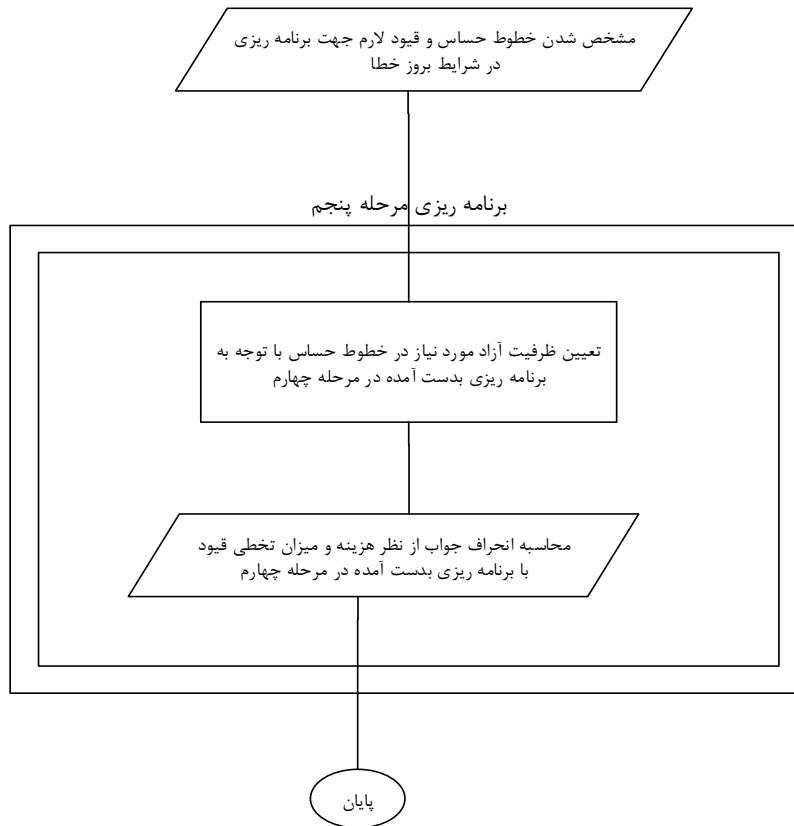 مشخص شدن خطوط حساس و قیود لارم جهت برنامه ریزی
در شرایط بروز خطا
برنامه ریزی مرحله پنجم
تعیین ظرفیت آزاد مورد نیاز در خطوط حساس با توجه به
برنامه ریزی بدست آمده در مرحله چهارم
محاسبه انحراف جواب از نظر هزینه و میزان تخطی قیود
با برنامه ریزی بدست آمده در مرحله چهارم
پایان